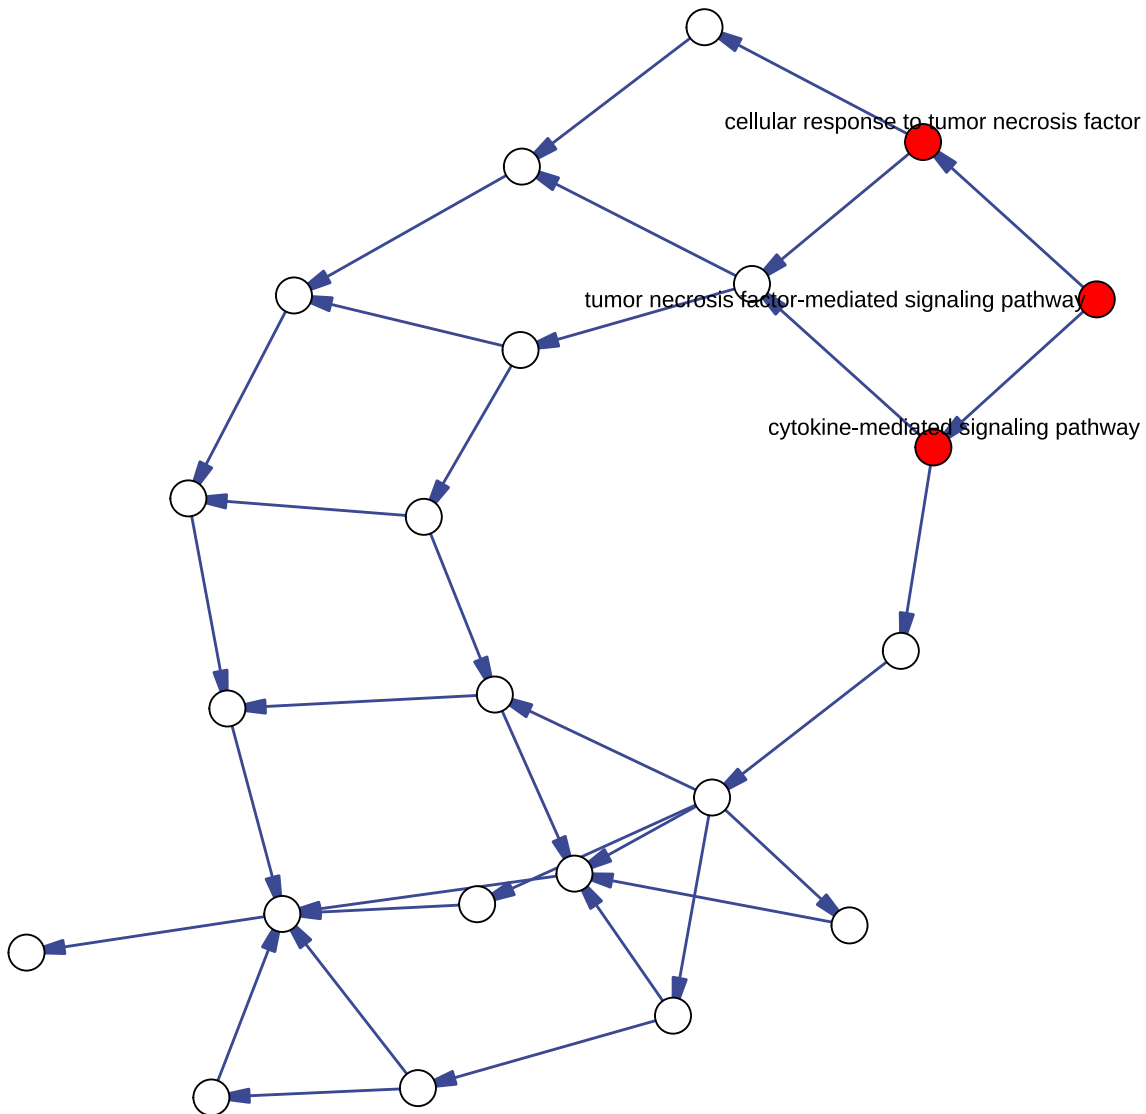 cellular response to tumor necrosis factor
tumor necrosis factor-mediated signaling pathway
cytokine-mediated signaling pathway